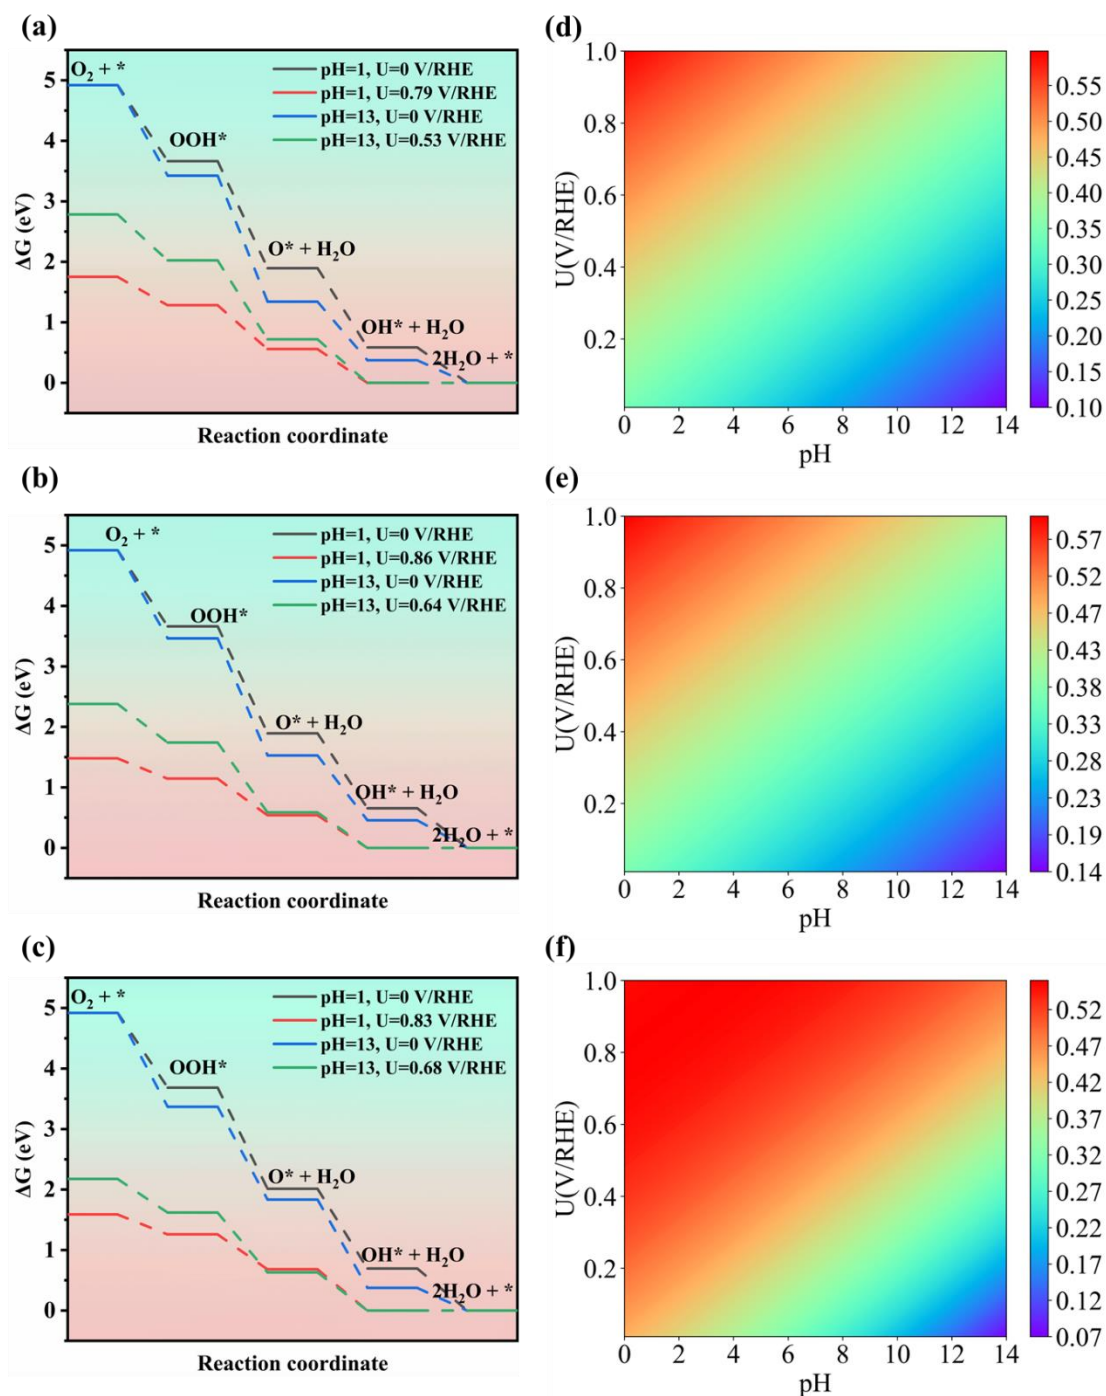 (a)
O₂ + *
pH=1, U=0 V/RHE
pH=1, U=0.79 V/RHE
pH=13, U=0 V/RHE
pH=13, U=0.53 V/RHE
OOH*
O* + H₂O
OH* + H₂O
2H₂O + *
5
4
3
2
1
0
ΔG (eV)
Reaction coordinate
(d)
1.0
0.8
0.6
0.4
0.2
U(V/RHE)
0 2 4 6 8 10 12 14
pH
0.55
0.50
0.45
0.40
0.35
0.30
0.25
0.20
0.15
0.10
(b)
O₂ + *
pH=1, U=0 V/RHE
pH=1, U=0.86 V/RHE
pH=13, U=0 V/RHE
pH=13, U=0.64 V/RHE
OOH*
O* + H₂O
OH* + H₂O
2H₂O + *
5
4
3
2
1
0
ΔG (eV)
Reaction coordinate
(e)
1.0
0.8
0.6
0.4
0.2
U(V/RHE)
0 2 4 6 8 10 12 14
pH
0.57
0.52
0.47
0.43
0.38
0.33
0.28
0.23
0.19
0.14
(c)
O₂ + *
pH=1, U=0 V/RHE
pH=1, U=0.83 V/RHE
pH=13, U=0 V/RHE
pH=13, U=0.68 V/RHE
OOH*
O* + H₂O
OH* + H₂O
2H₂O + *
5
4
3
2
1
0
ΔG (eV)
Reaction coordinate
(f)
1.0
0.8
0.6
0.4
0.2
U(V/RHE)
0 2 4 6 8 10 12 14
pH
0.52
0.47
0.42
0.37
0.32
0.27
0.22
0.17
0.12
0.07